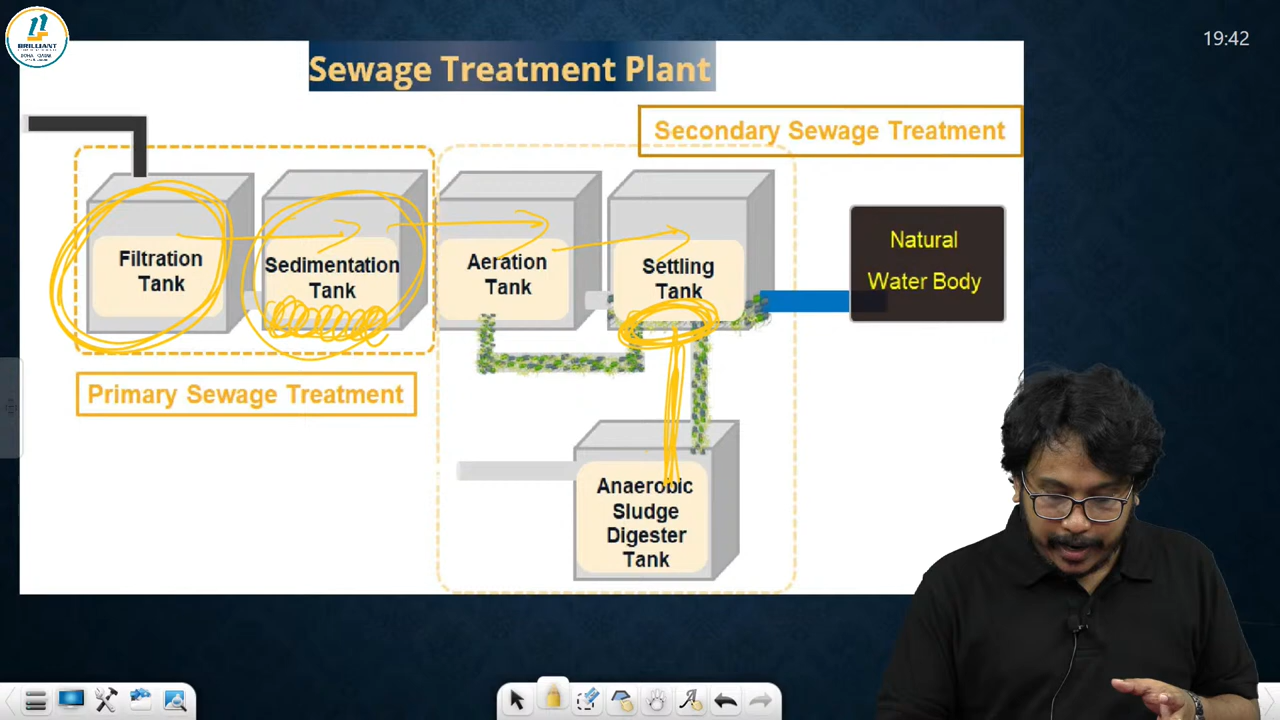 BRILLIANT
19:42
Sewage Treatment Plant
Secondary Sewage Treatment
Filtration
Tank
Sedimentation
Tank
Aeration
Tank
Settling
Tank
Natural
Water Body
Primary Sewage Treatment
Anaerobic
Sludge
Digester
Tank